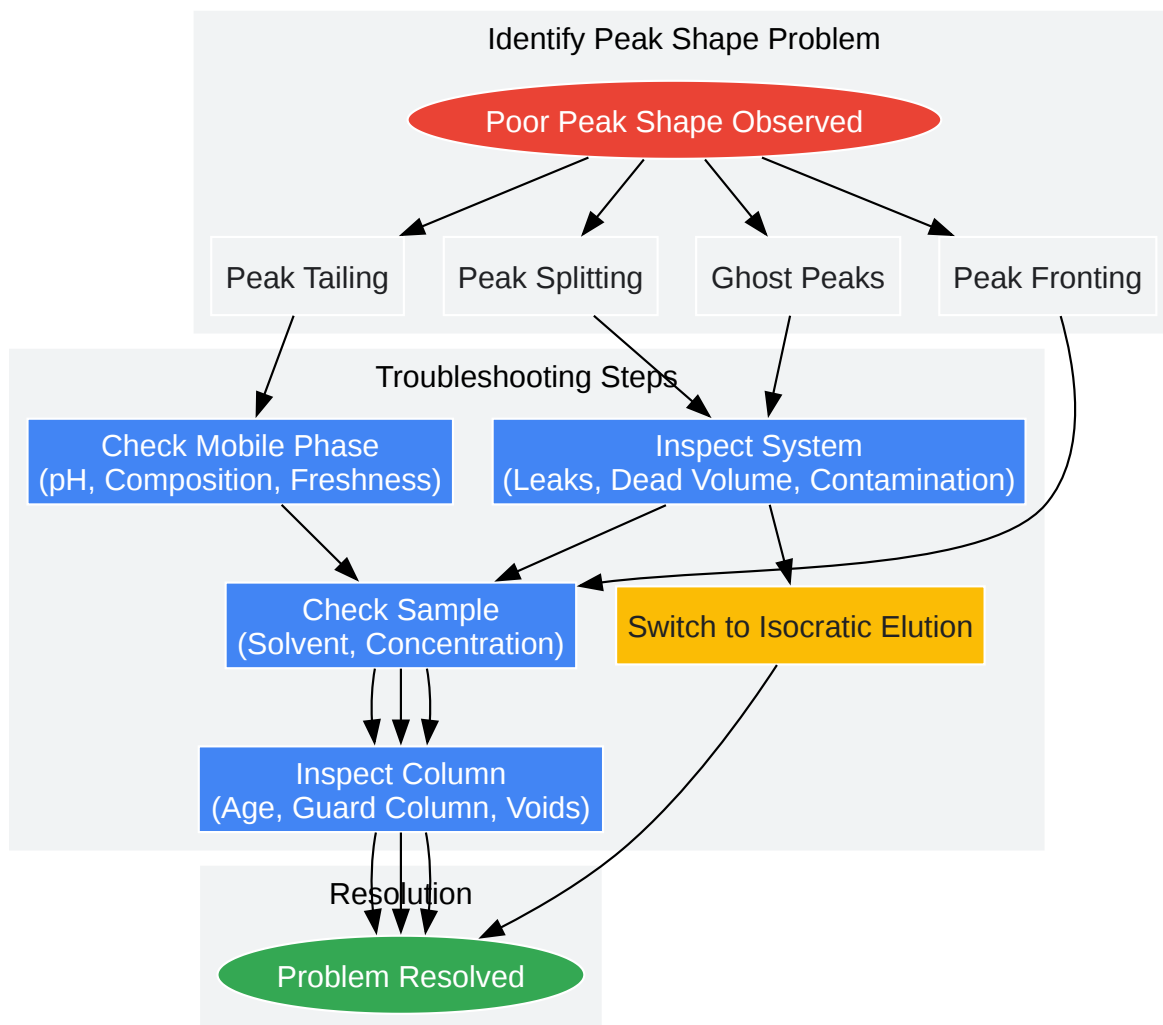 Identify Peak Shape Problem
Poor Peak Shape Observed
Peak Tailing
Peak Splitting
Ghost Peaks
Peak Fronting
Troubleshooting Steps
Check Mobile Phase
(pH, Composition, Freshness)
Inspect System
(Leaks, Dead Volume, Contamination)
Check Sample
(Solvent, Concentration)
Switch to Isocratic Elution
Inspect Column
(Age, Guard Column, Voids)
Resolution
Problem Resolved